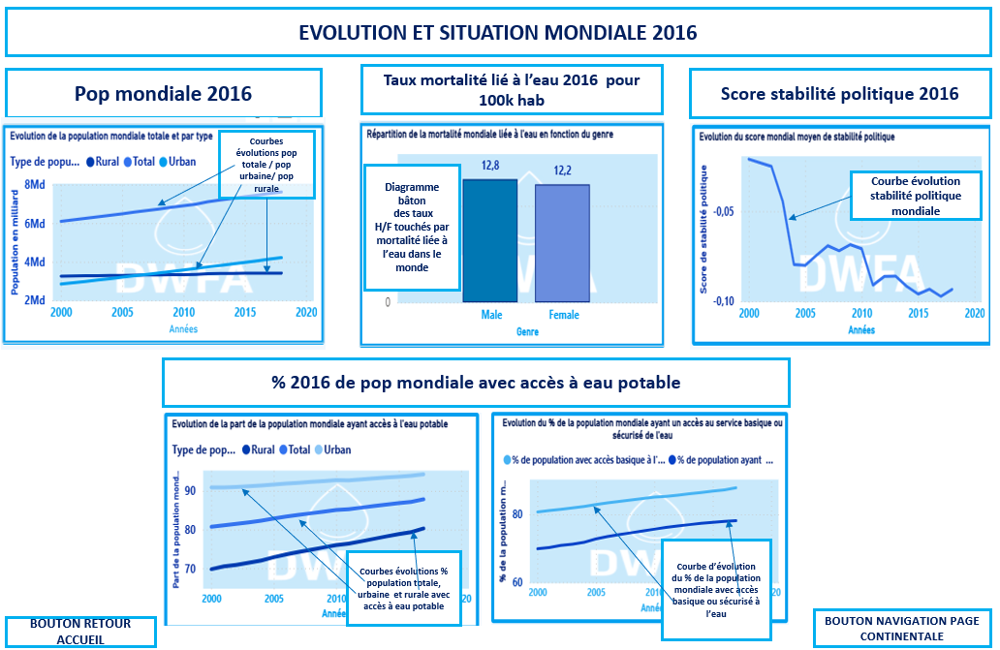 EVOLUTION ET SITUATION MONDIALE 2016
Pop mondiale 2016
Taux mortalité lié à l'eau 2016 pour
100k hab
Score stabilité politique 2016
Evolution de la population mondiale totale et par type
Type de popu... Rural Total Urban
Courbes
évolutions pop
totale / pop
urbaine/ pop
rurale
8Md
6Md
4Md
2Md
Population en milliard
DWFA
2000 2005 2010 2015 2020
Années
Répartition de la mortalité mondiale liée à l'eau en fonction du genre
12,8 12,2
Diagramme
bâton
des taux
H/F touchés par
mortalité liée à
l'eau dans le
monde
0
Male Female
Genre
Evolution du score mondial moyen de stabilité politique
Courbe évolution
stabilité politique
mondiale
-0,05
-0,10
Score de stabilité politique
DWFA
2000 2005 2010 2015 2020
Années
% 2016 de pop mondiale avec accès à eau potable
Evolution de la part de la population mondiale ayant accès à l'eau potable
Type de pop... Rural Total Urban
90
80
70
Part de la population mond...
2000 2005 2010 2020
Courbes évolutions %
population totale,
urbaine et rurale avec
accès à eau potable
Evolution du % de la population mondiale ayant un accès au service basique ou
sécurisé de l'eau
% de population avec accès basique à l'... % de population ayant ...
80
60
% de la population m...
2000 2005 2010 2020
Courbe d'évolution
du % de la population
mondiale avec accès
basique ou sécurisé à
l'eau
BOUTON RETOUR
ACCUEIL
BOUTON NAVIGATION PAGE
CONTINENTALE